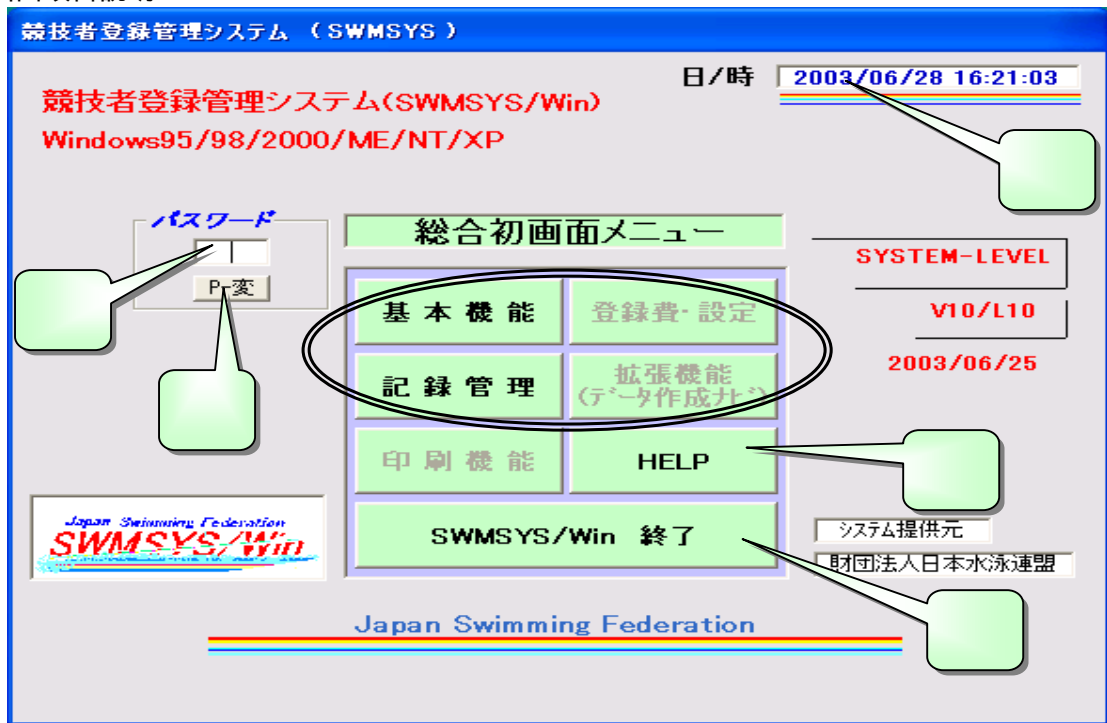 競技者登録管理システム (SWMSYS)
日/時 2003/06/28 16:21:03
競技者登録管理システム(SWMSYS/Win)
Windows95/98/2000/ME/NT/XP
パスワード
P-変
総合初画面メニュー
基本機能 登録費・設定
記録管理 拡張機能
(データ作成ナビ)
印刷機能 HELP
SWMSYS/Win 終了
SYSTEM-LEVEL
V10/L10
2003/06/25
Japan Swimming Federation
SWMSYS/Win
システム提供元
財団法人日本水泳連盟
Japan Swimming Federation